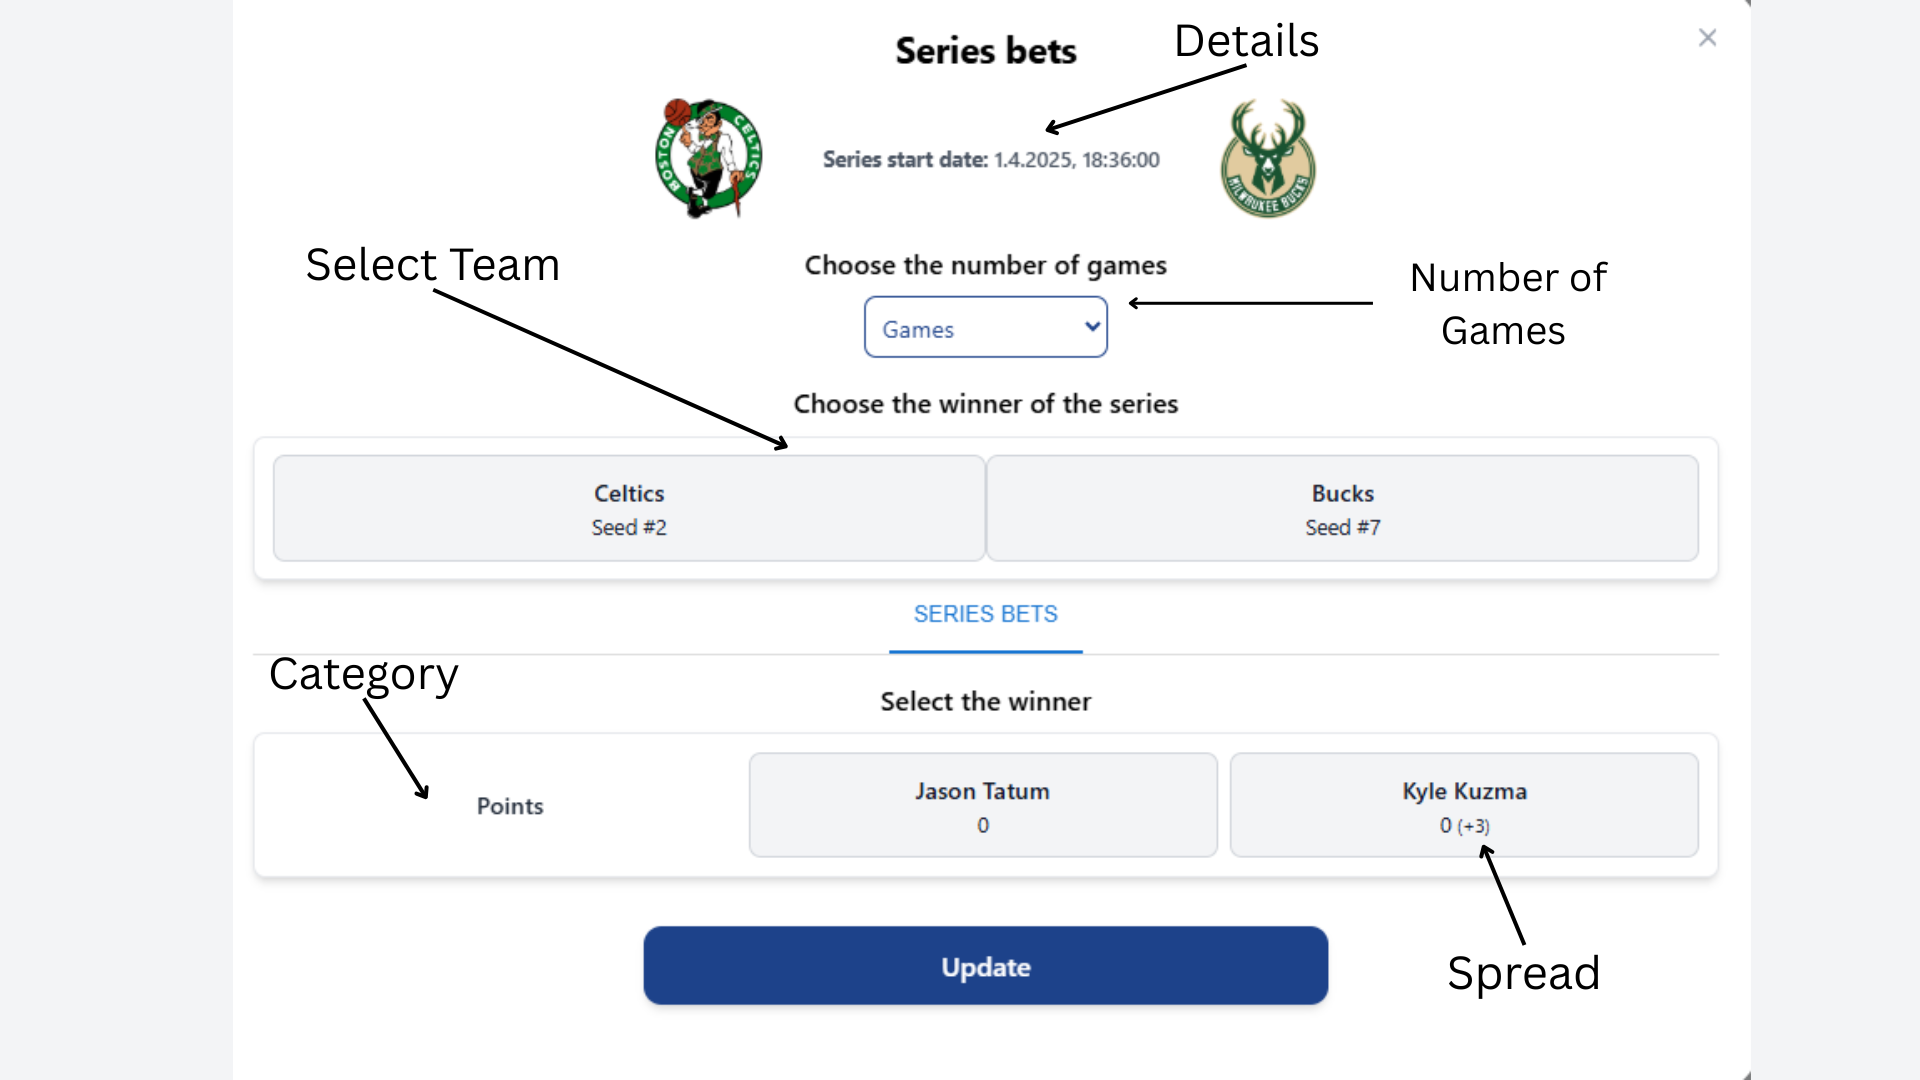 Series bets
Details
×
BOSTON CELTICS
Series start date: 1.4.2025, 18:36:00
MILWAUKEE BUCKS
Select Team
Choose the number of games
Games
Number of
Games
Choose the winner of the series
Celtics
Seed #2
Bucks
Seed #7
SERIES BETS
Category
Select the winner
Points
Jason Tatum
0
Kyle Kuzma
0 (+3)
Update
Spread